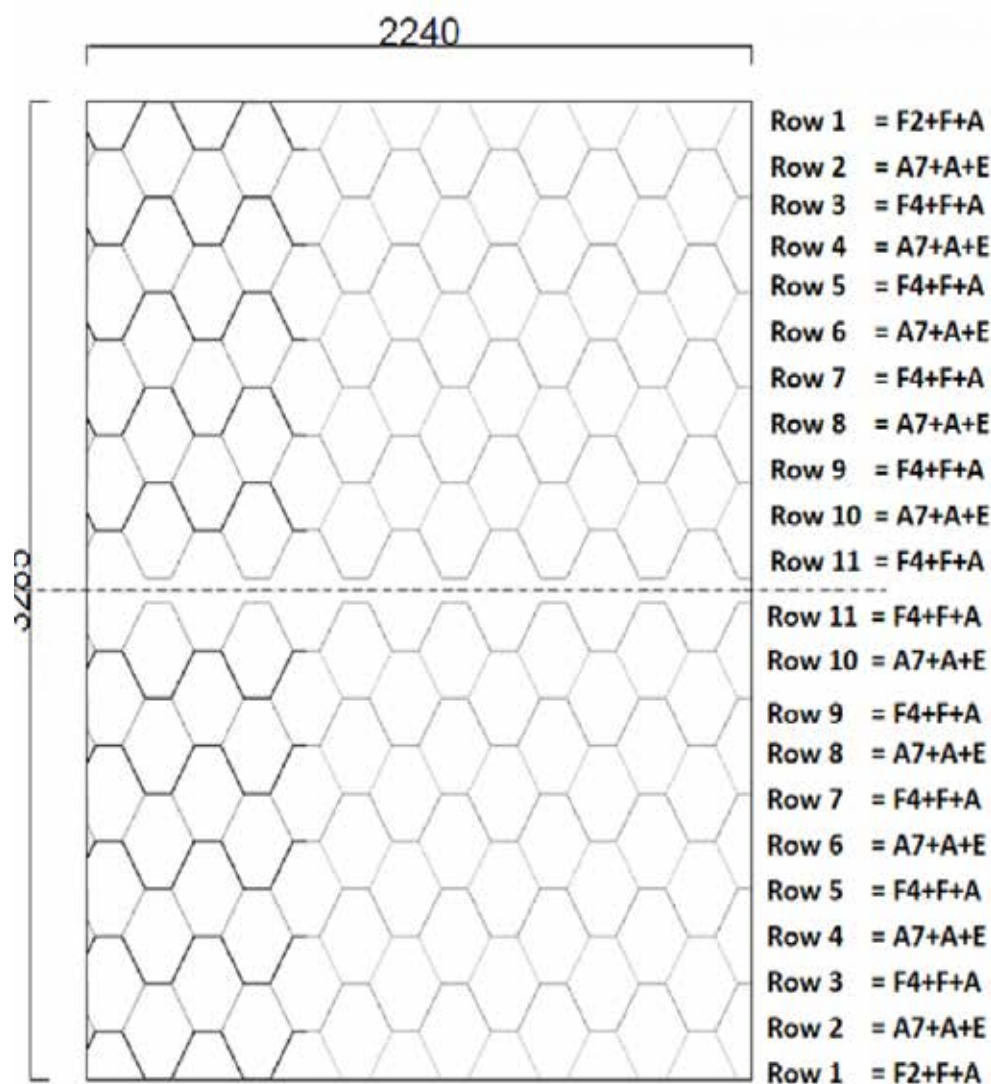 2240
Row 1 = F2+F+A
Row 2 = A7+A+E
Row 3 = F4+F+A
Row 4 = A7+A+E
Row 5 = F4+F+A
Row 6 = A7+A+E
Row 7 = F4+F+A
Row 8 = A7+A+E
Row 9 = F4+F+A
Row 10 = A7+A+E
Row 11 = F4+F+A
Row 11 = F4+F+A
Row 10 = A7+A+E
Row 9 = F4+F+A
Row 8 = A7+A+E
Row 7 = F4+F+A
Row 6 = A7+A+E
Row 5 = F4+F+A
Row 4 = A7+A+E
Row 3 = F4+F+A
Row 2 = A7+A+E
Row 1 = F2+F+A